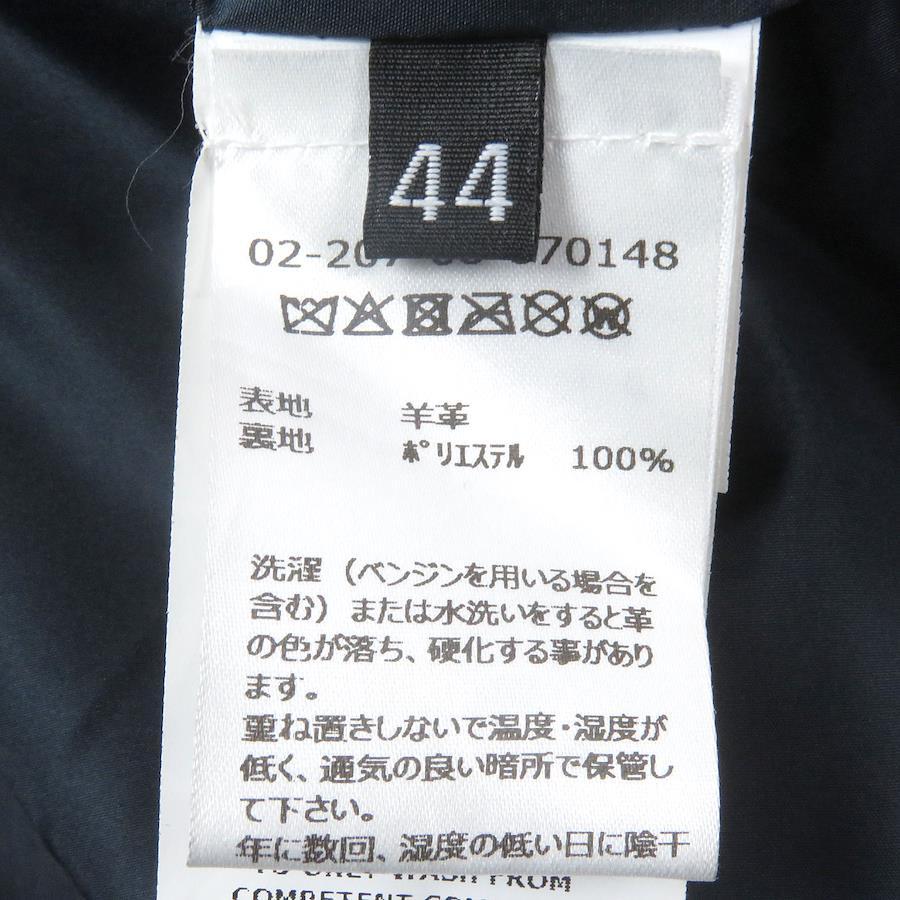 44
02-207 70148
表地 羊革
裏地 ポリエステル 100%
洗濯（ベンジンを用いる場合を
含む）または水洗いをすると革
の色が落ち、硬化する事があり
ます。
重ね置きしないで温度・湿度が
低く、通気の良い暗所で保管し
て下さい。
年に数回、湿度の低い日に陰干
WASH FROM
COMPETENT